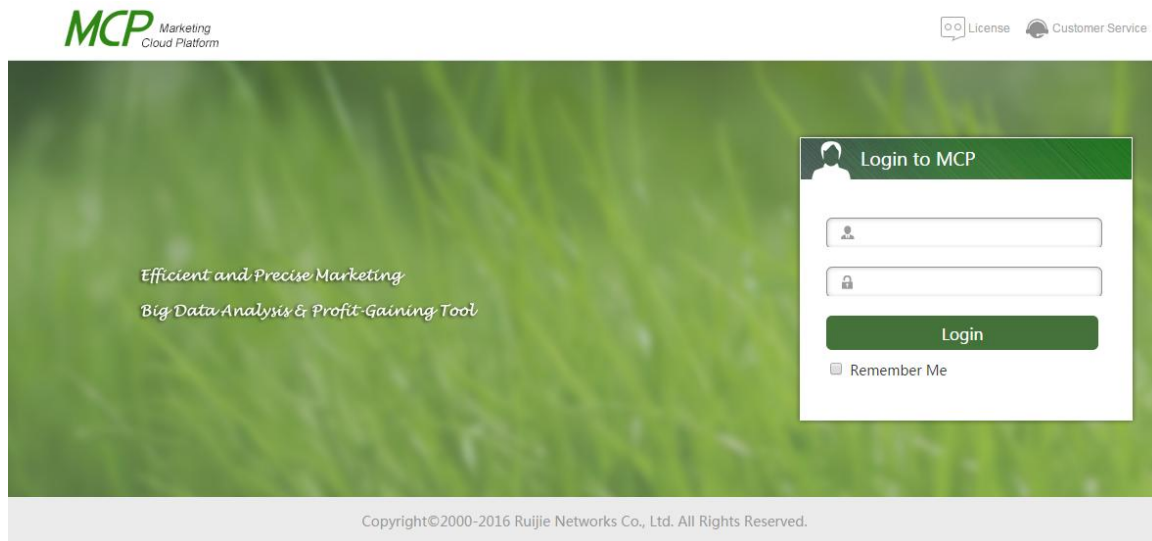 MCP Marketing
Cloud Platform
License Customer Service
Login to MCP
Efficient and Precise Marketing
Big Data Analysis & Profit-Gaining Tool
Login
Remember Me
Copyright©2000-2016 Ruijie Networks Co., Ltd. All Rights Reserved.